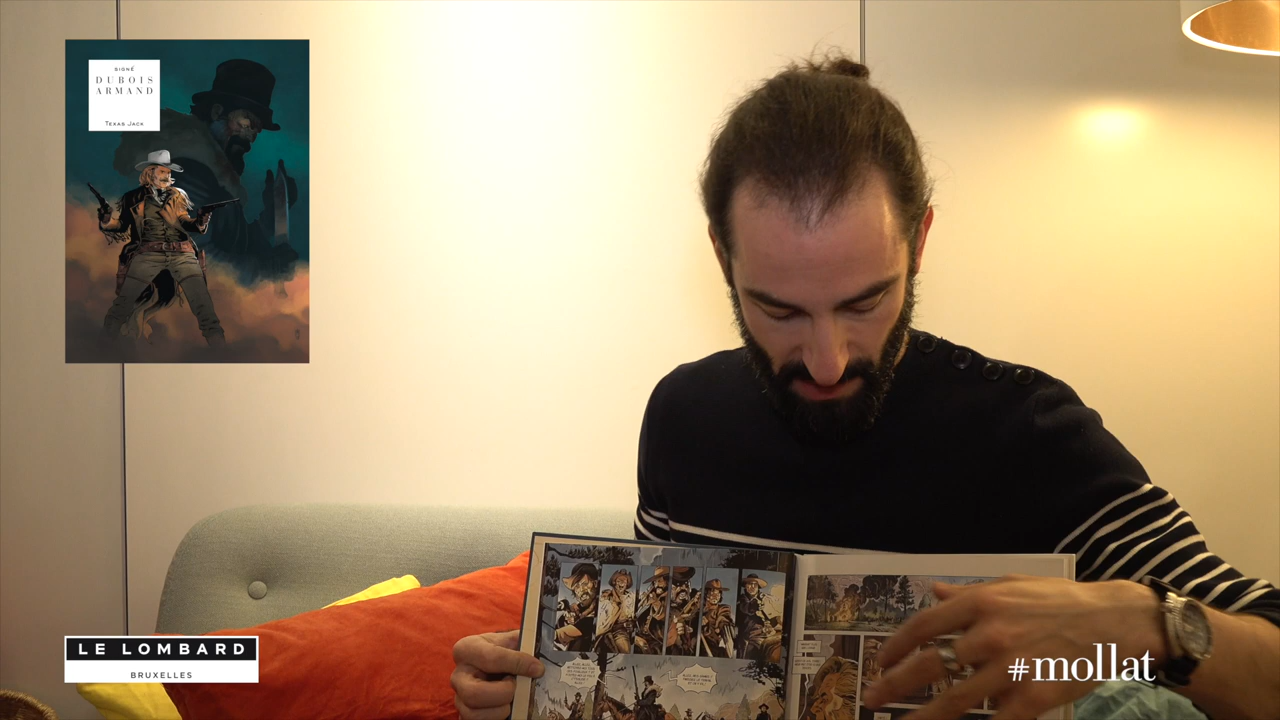 SIGNÉ
DUBOIS
ARMAND
TEXAS JACK
LE LOMBARD
BRUXELLES
#mollat